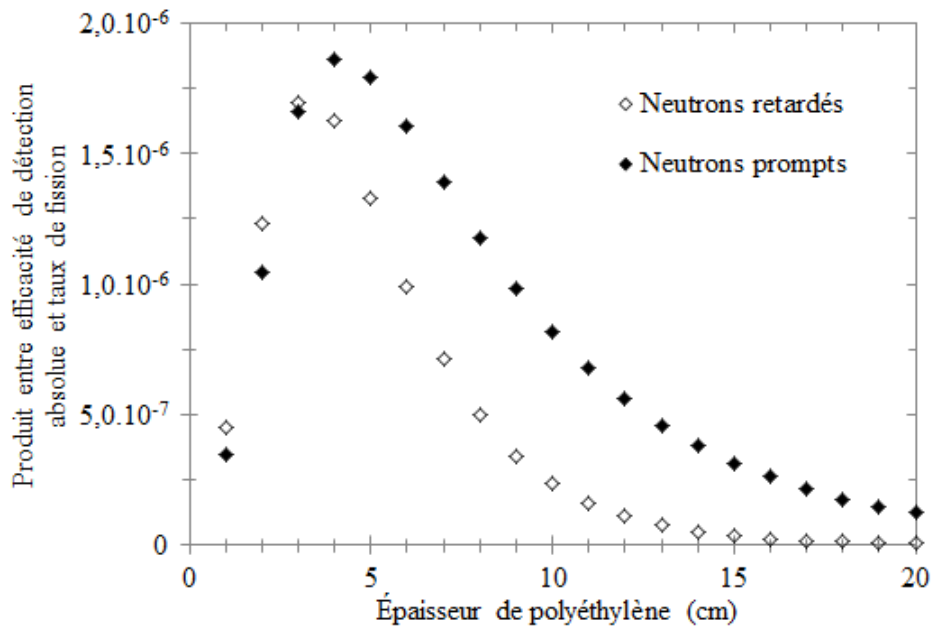 Produit entre efficacité de détection
absolue et taux de fission
2,0.10⁻⁶
1,5.10⁻⁶
1,0.10⁻⁶
5,0.10⁻⁷
0
Neutrons retardés
Neutrons prompts
0 5 10 15 20
Épaisseur de polyéthylène (cm)